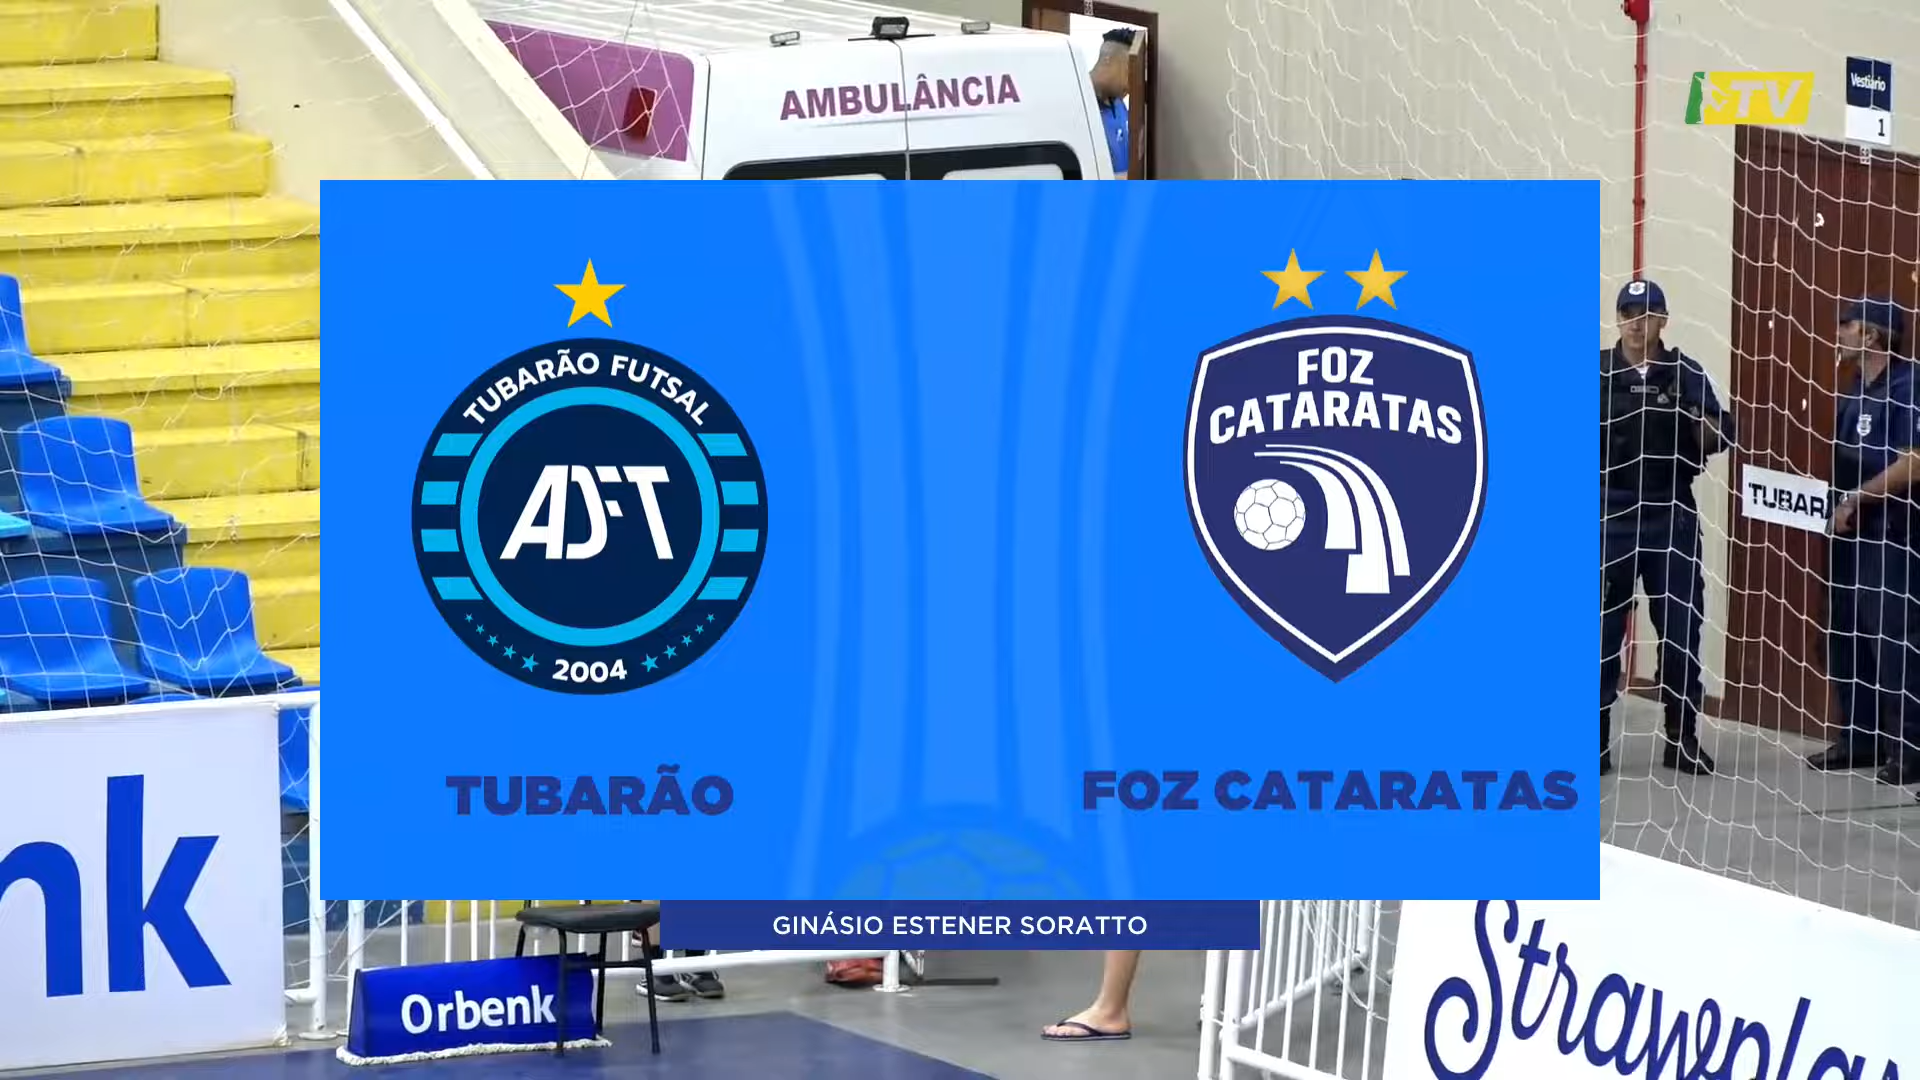 AMBULÂNCIA
TV
Vestiário
1
TUBARÃO FUTSAL
ADFT
2004
FOZ
CATARATAS
TUBARÃO
FOZ CATARATAS
GINÁSIO ESTENER SORATTO
TUBAR
nk
Orbenk
Strawpla